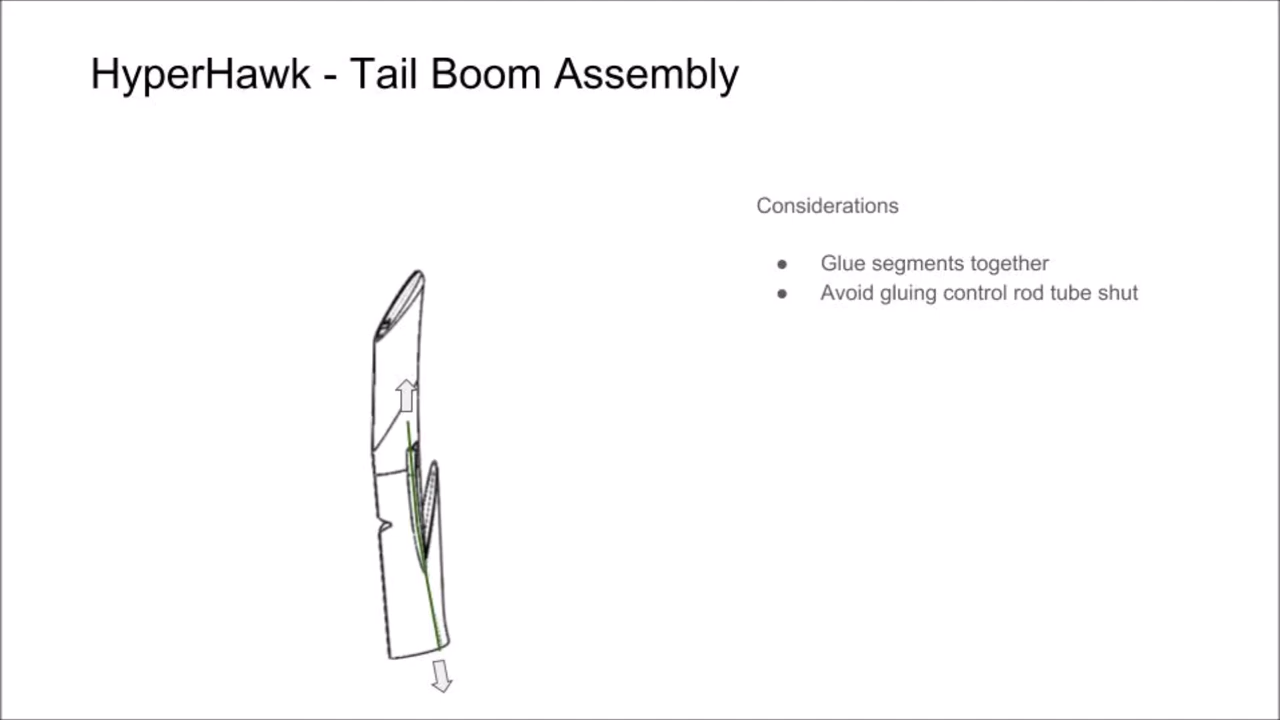 HyperHawk - Tail Boom Assembly
Considerations
● Glue segments together
● Avoid gluing control rod tube shut